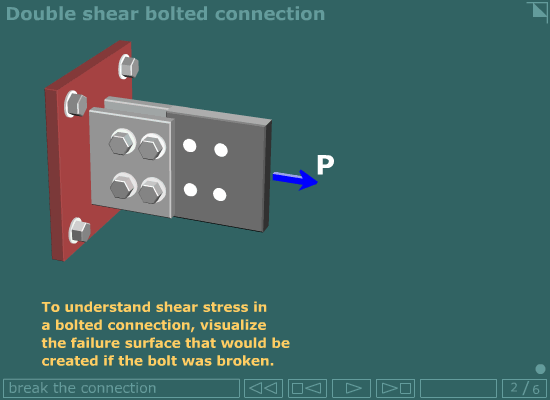 Double shear bolted connection
P
To understand shear stress in
a bolted connection, visualize
the failure surface that would be
created if the bolt was broken.
break the connection
2 / 6